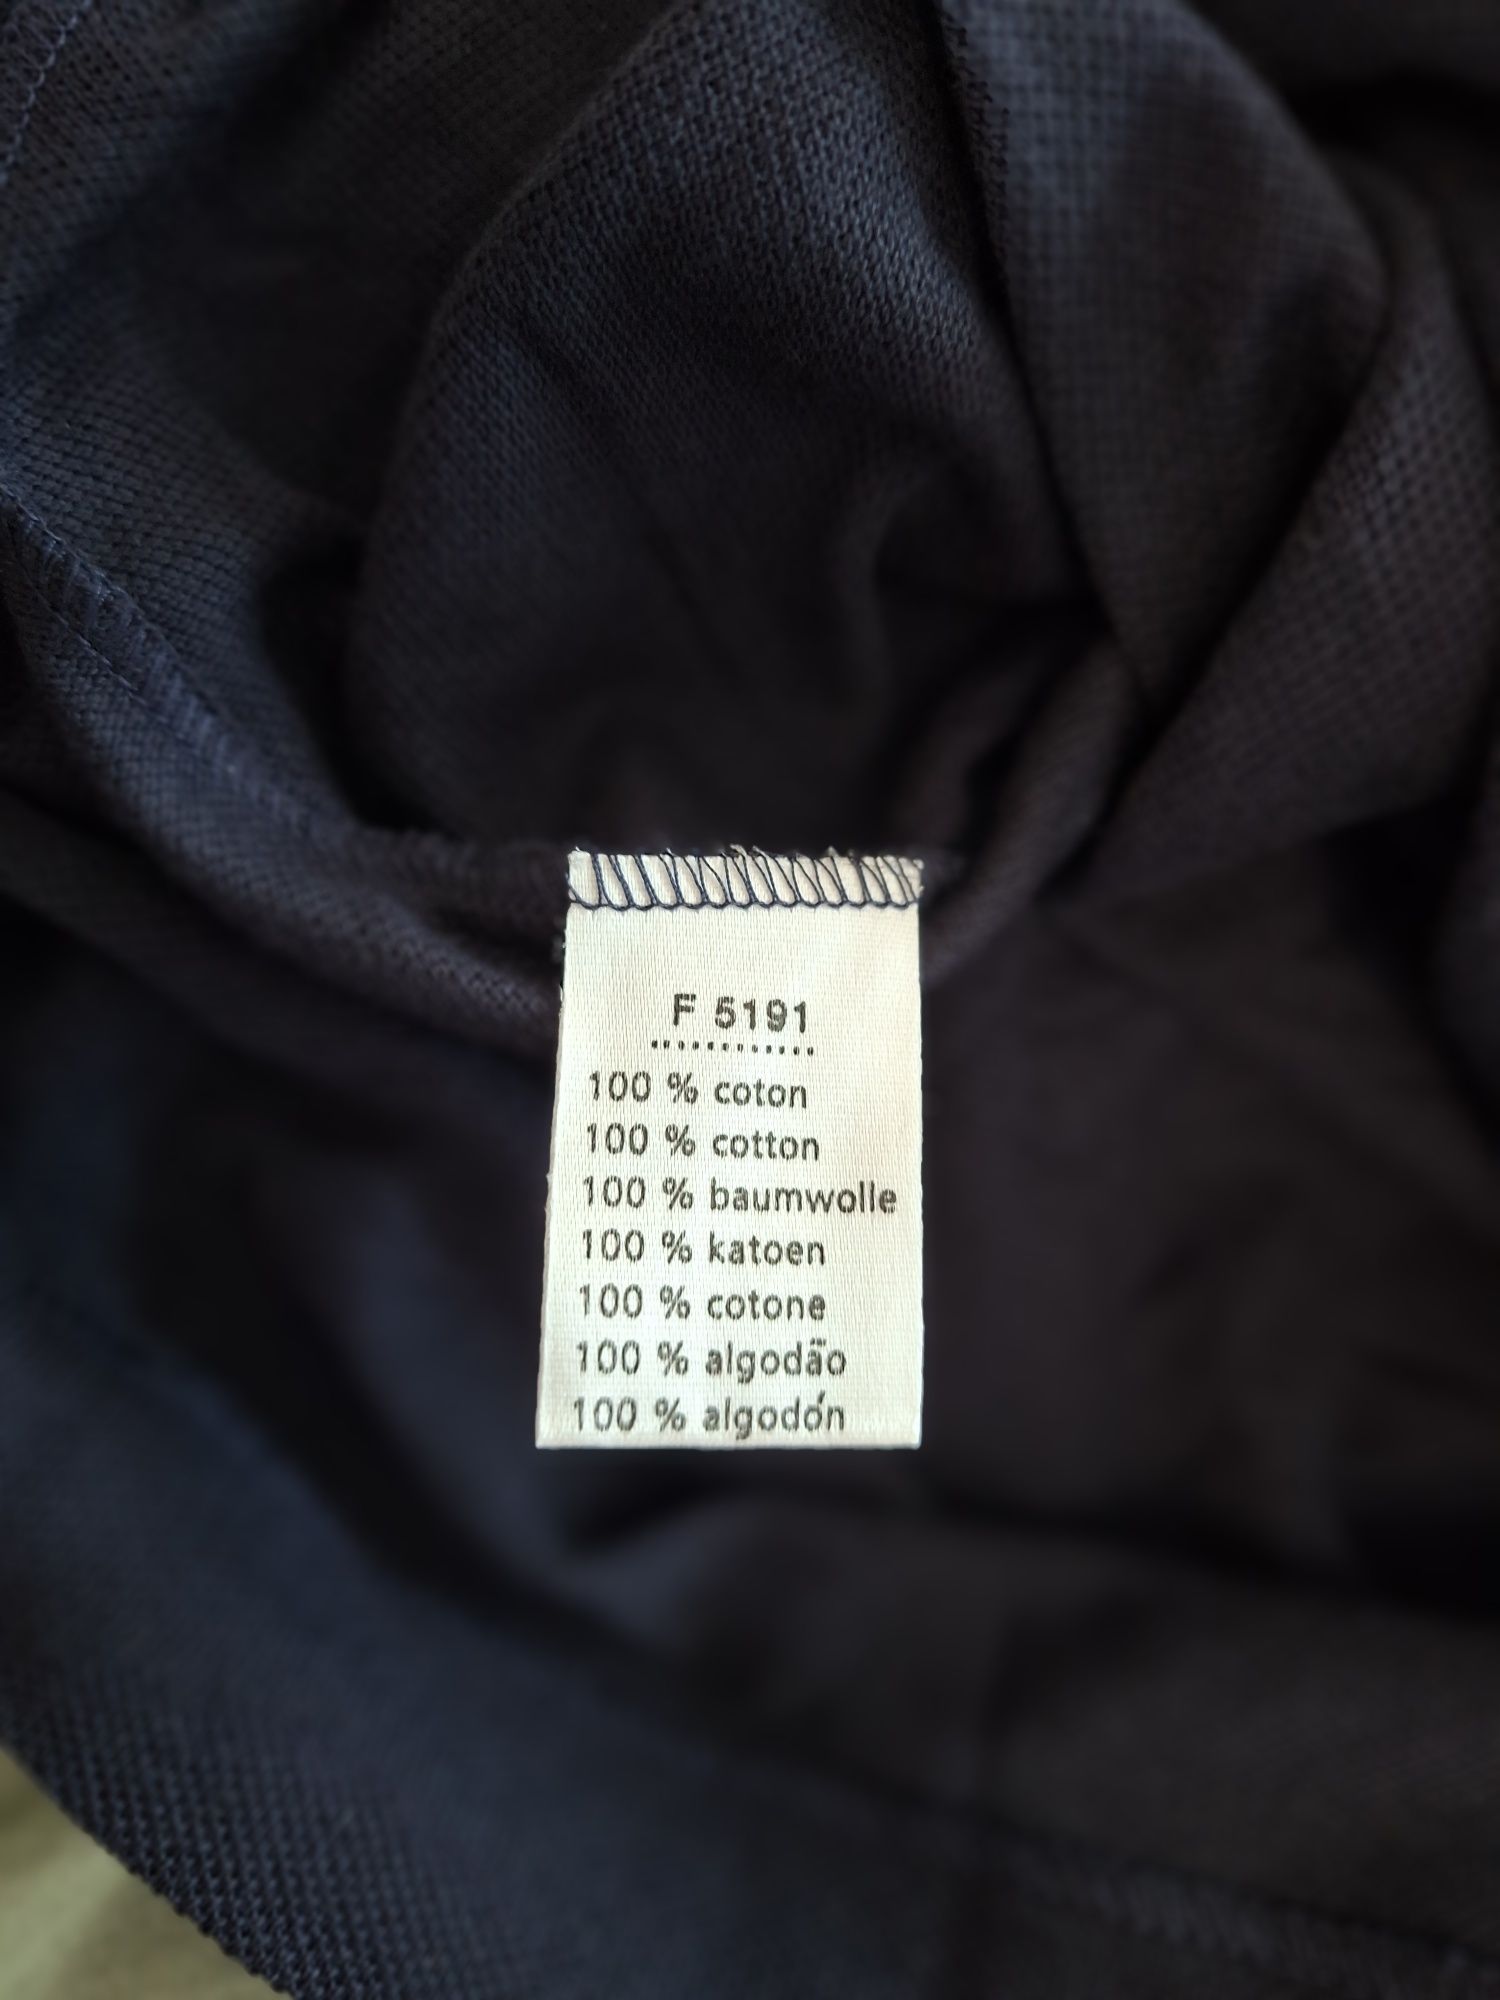 F 5191
100 % coton
100 % cotton
100 % baumwolle
100 % katoen
100 % cotone
100 % algodão
100 % algodón